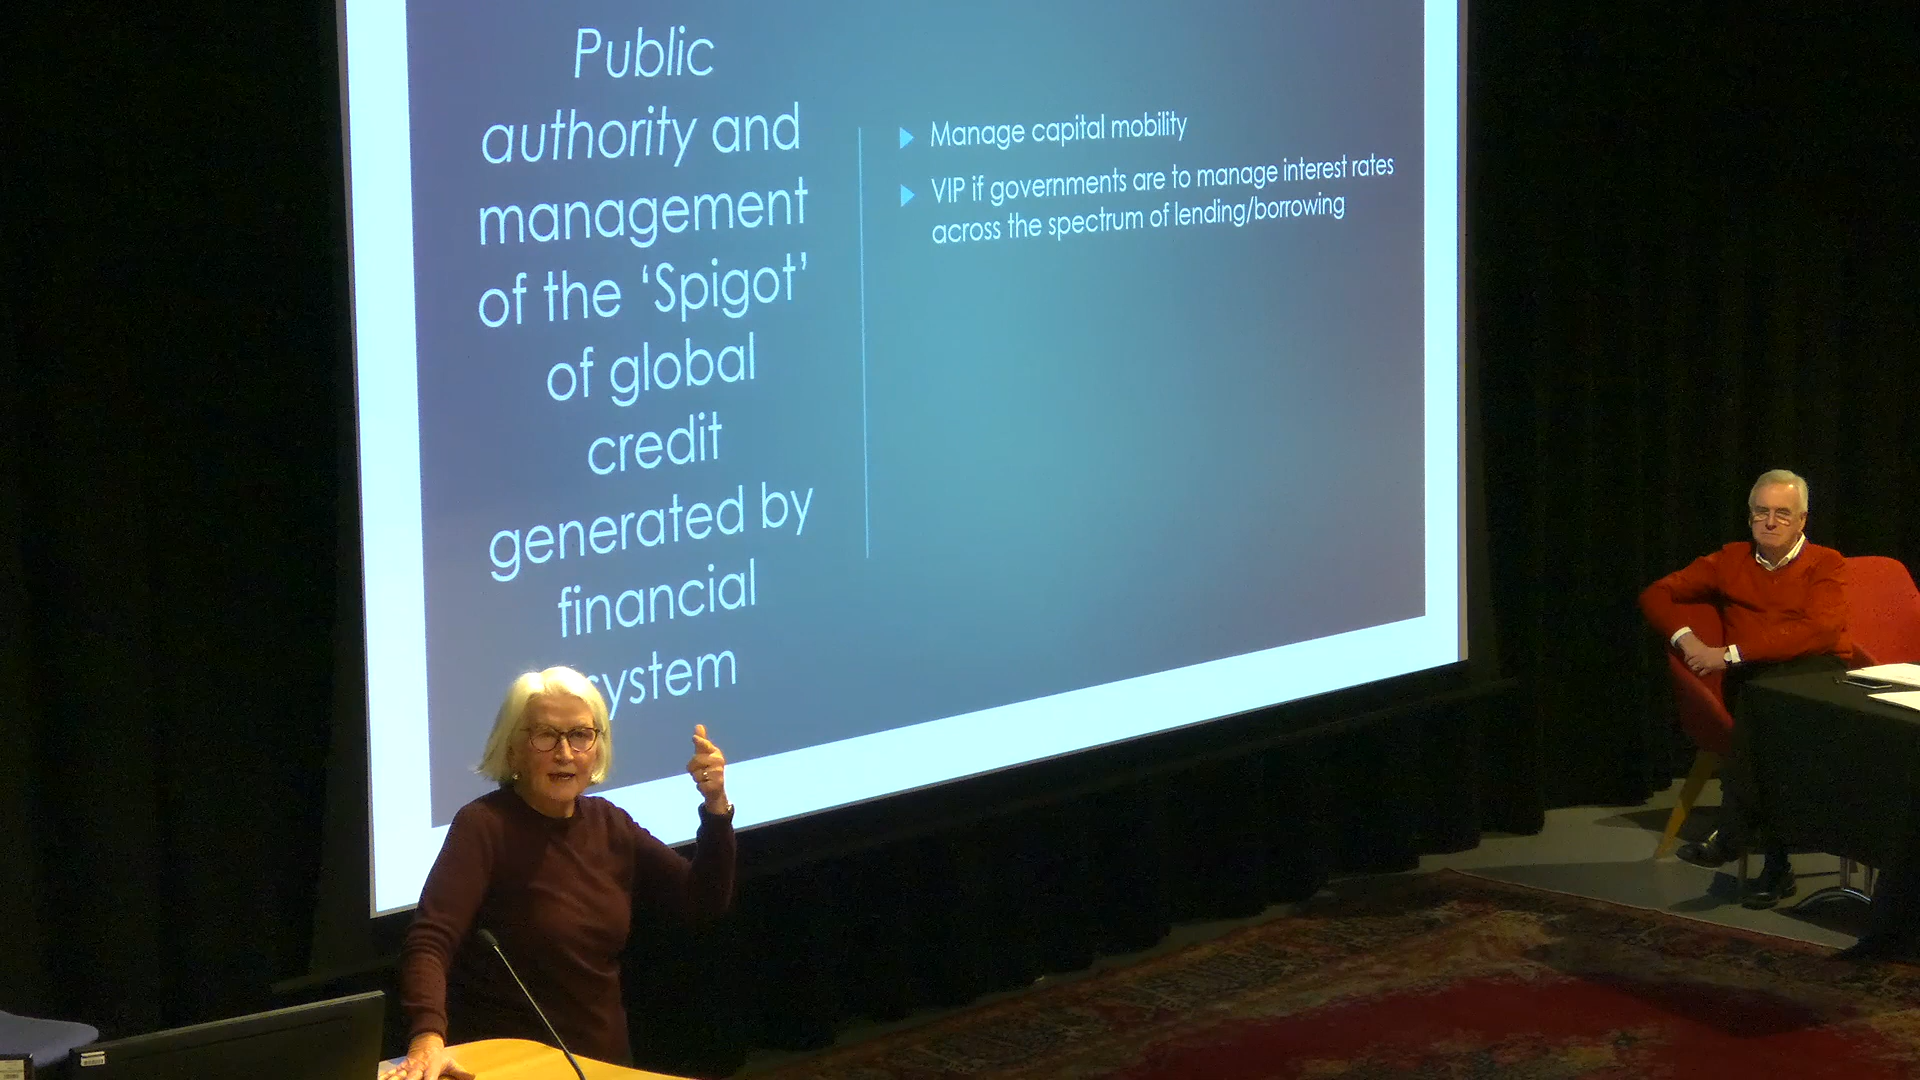 Public
authority and
management
of the ‘Spigot’
of global
credit
generated by
financial
system
Manage capital mobility
VIP if governments are to manage interest rates
across the spectrum of lending/borrowing